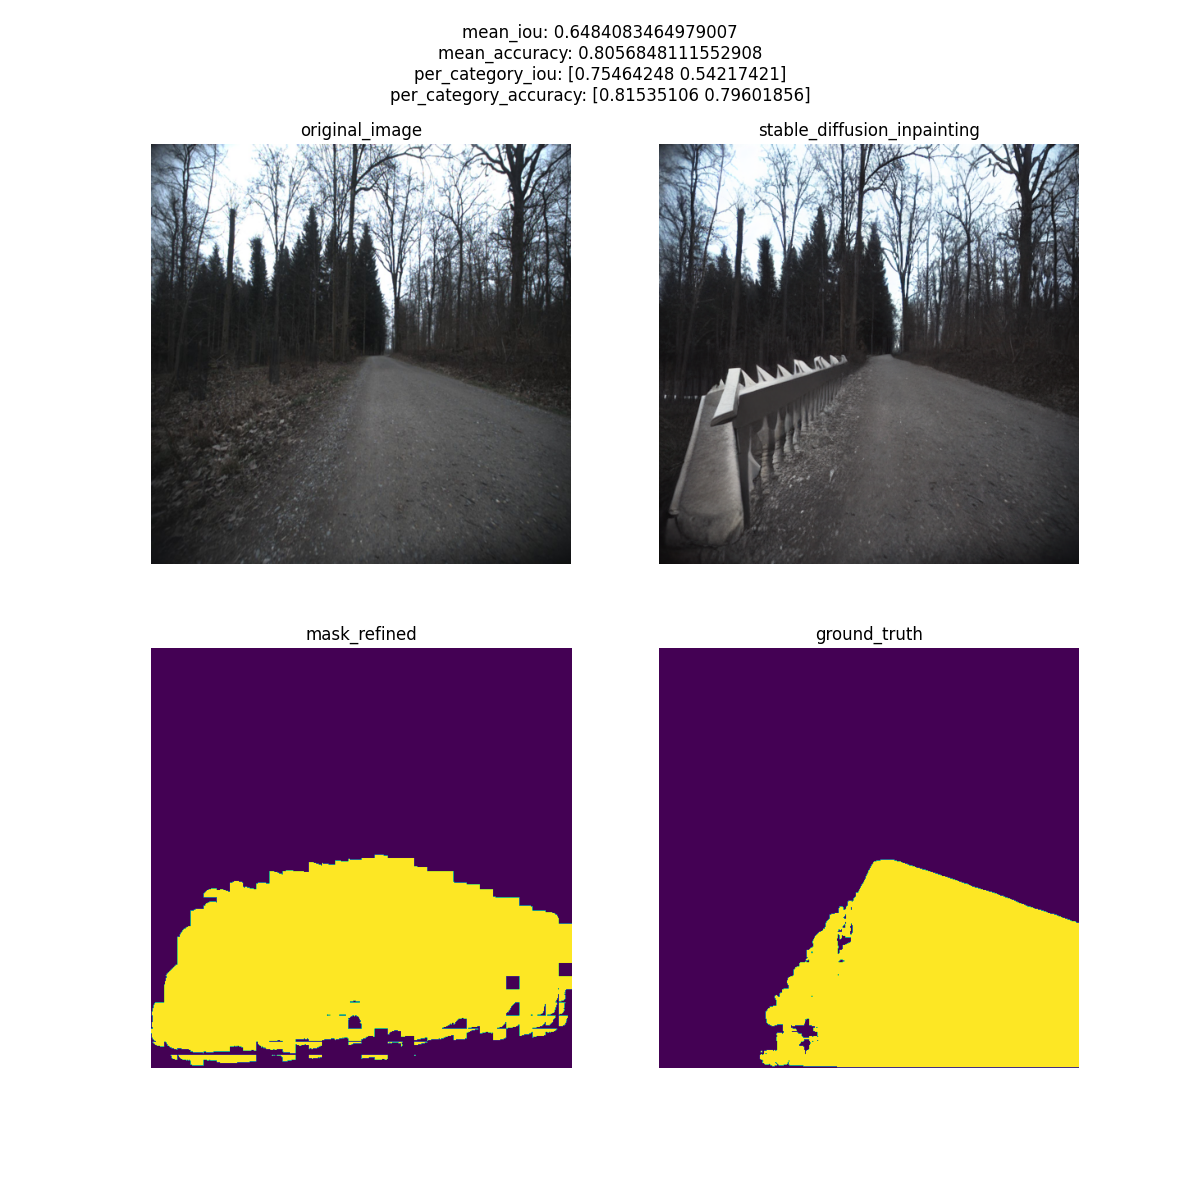 mean_iou: 0.6484083464979007
mean_accuracy: 0.8056848111552908
per_category_iou: [0.75464248 0.54217421]
per_category_accuracy: [0.81535106 0.79601856]
original_image
stable_diffusion_inpainting
mask_refined
ground_truth